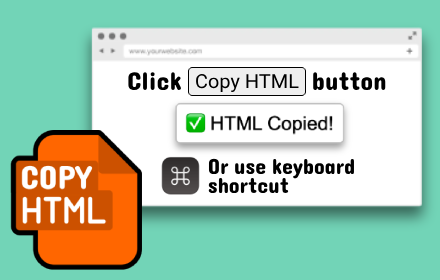 www.yourwebsite.com
Click Copy HTML button
✅ HTML Copied!
⌘ Or use keyboard
shortcut
COPY
HTML